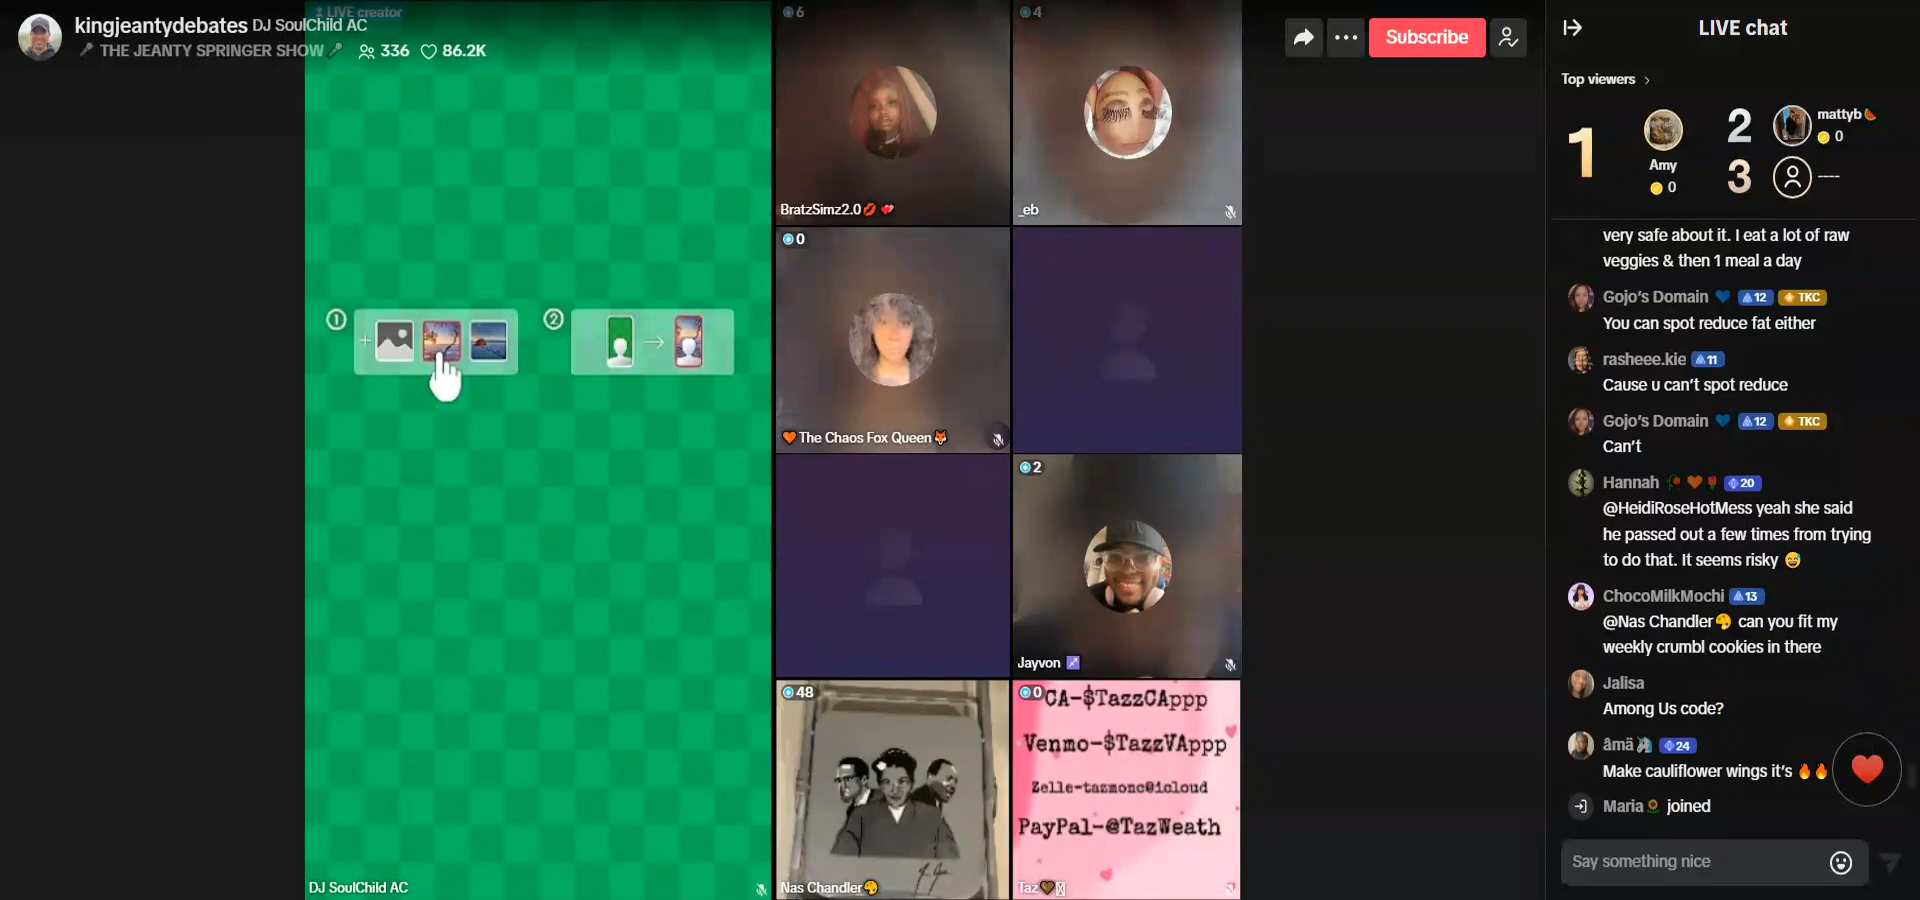 LIVE creator
kingjeantydebates DJ SoulChild AC
THE JEANTY SPRINGER SHOW
336 86.2K
Subscribe
① ②
DJ SoulChild AC
6
BratzSimz2.0
4
_eb
0
The Chaos Fox Queen
2
Jayvon
48
Nas Chandler
0
CA-$TazzCAppp
Venmo-$TazzVAppp
Zelle-tazmone@icloud
PayPal-@TazWeath
Taz
LIVE chat
Top viewers
1 Amy 0
2 mattyb 0
3 ----
very safe about it. I eat a lot of raw
veggies & then 1 meal a day
Gojo's Domain 💙 12 TKC
You can spot reduce fat either
rasheee.kie 11
Cause u can't spot reduce
Gojo's Domain 💙 12 TKC
Can't
Hannah 20
@HeidiRoseHotMess yeah she said
he passed out a few times from trying
to do that. It seems risky 😅
ChocoMilkMochi 13
@Nas Chandler can you fit my
weekly crumbl cookies in there
Jalisa
Among Us code?
âmä 24
Make cauliflower wings it's 🔥🔥
Maria joined
Say something nice